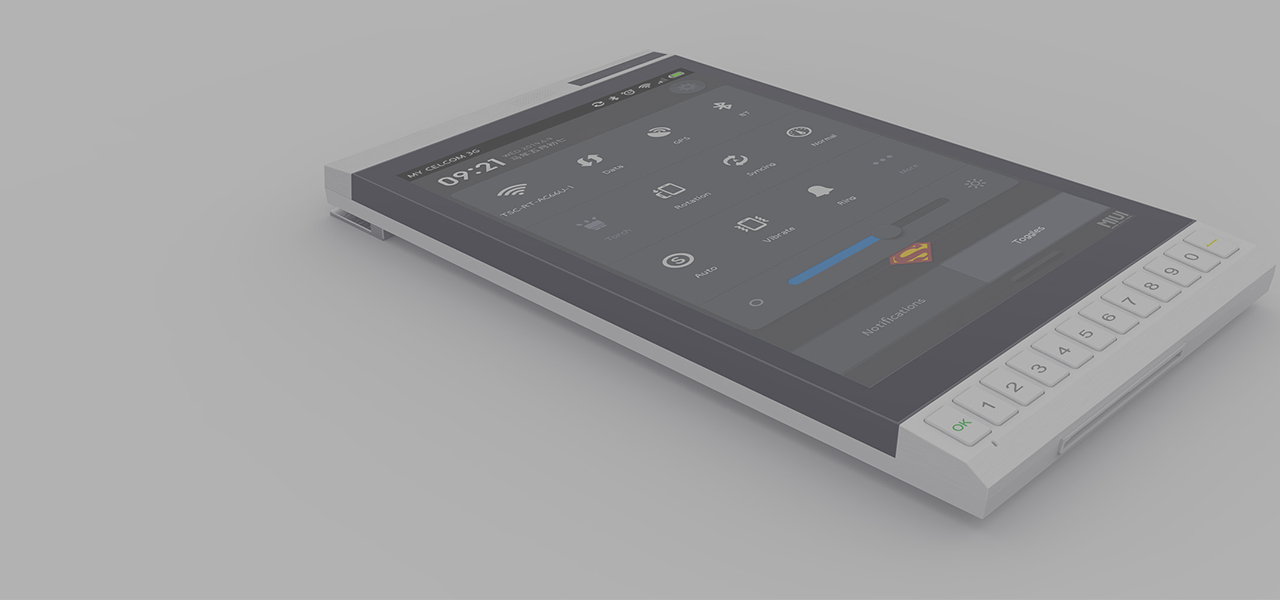 MY CELCOM 3G
09:21
TSC-RT-AC66U-1
Data
GPS
BT
Torch
Rotation
Syncing
Normal
Auto
Vibrate
Ring
More
Notifications
Toggles
MIUI
OK 1 2 3 4 5 6 7 8 9 0